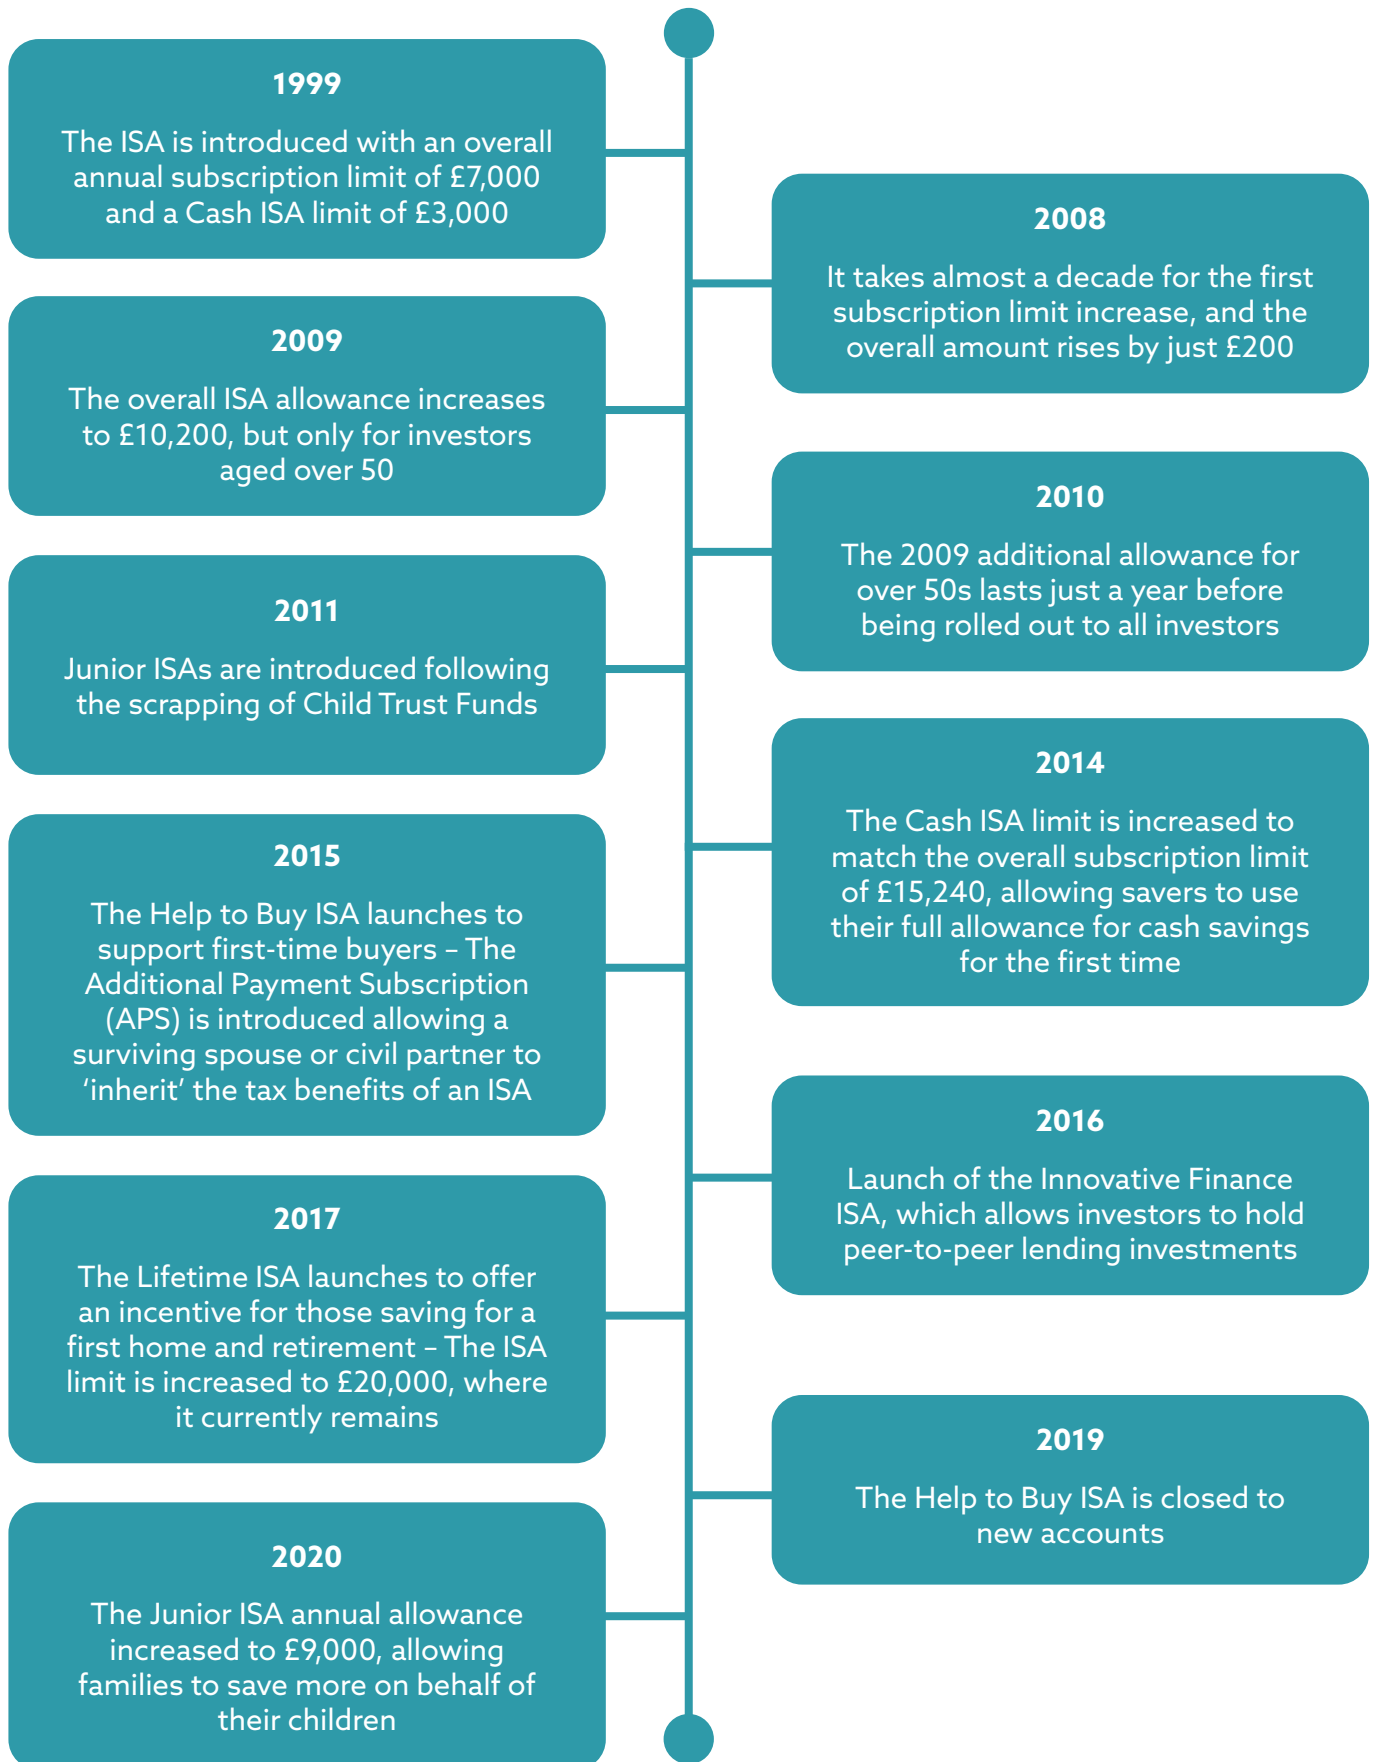 1999
The ISA is introduced with an overall
annual subscription limit of £7,000
and a Cash ISA limit of £3,000
2008
It takes almost a decade for the first
subscription limit increase, and the
overall amount rises by just £200
2009
The overall ISA allowance increases
to £10,200, but only for investors
aged over 50
2010
The 2009 additional allowance for
over 50s lasts just a year before
being rolled out to all investors
2011
Junior ISAs are introduced following
the scrapping of Child Trust Funds
2014
The Cash ISA limit is increased to
match the overall subscription limit
of £15,240, allowing savers to use
their full allowance for cash savings
for the first time
2015
The Help to Buy ISA launches to
support first-time buyers – The
Additional Payment Subscription
(APS) is introduced allowing a
surviving spouse or civil partner to
‘inherit’ the tax benefits of an ISA
2016
Launch of the Innovative Finance
ISA, which allows investors to hold
peer-to-peer lending investments
2017
The Lifetime ISA launches to offer
an incentive for those saving for a
first home and retirement – The ISA
limit is increased to £20,000, where
it currently remains
2019
The Help to Buy ISA is closed to
new accounts
2020
The Junior ISA annual allowance
increased to £9,000, allowing
families to save more on behalf of
their children